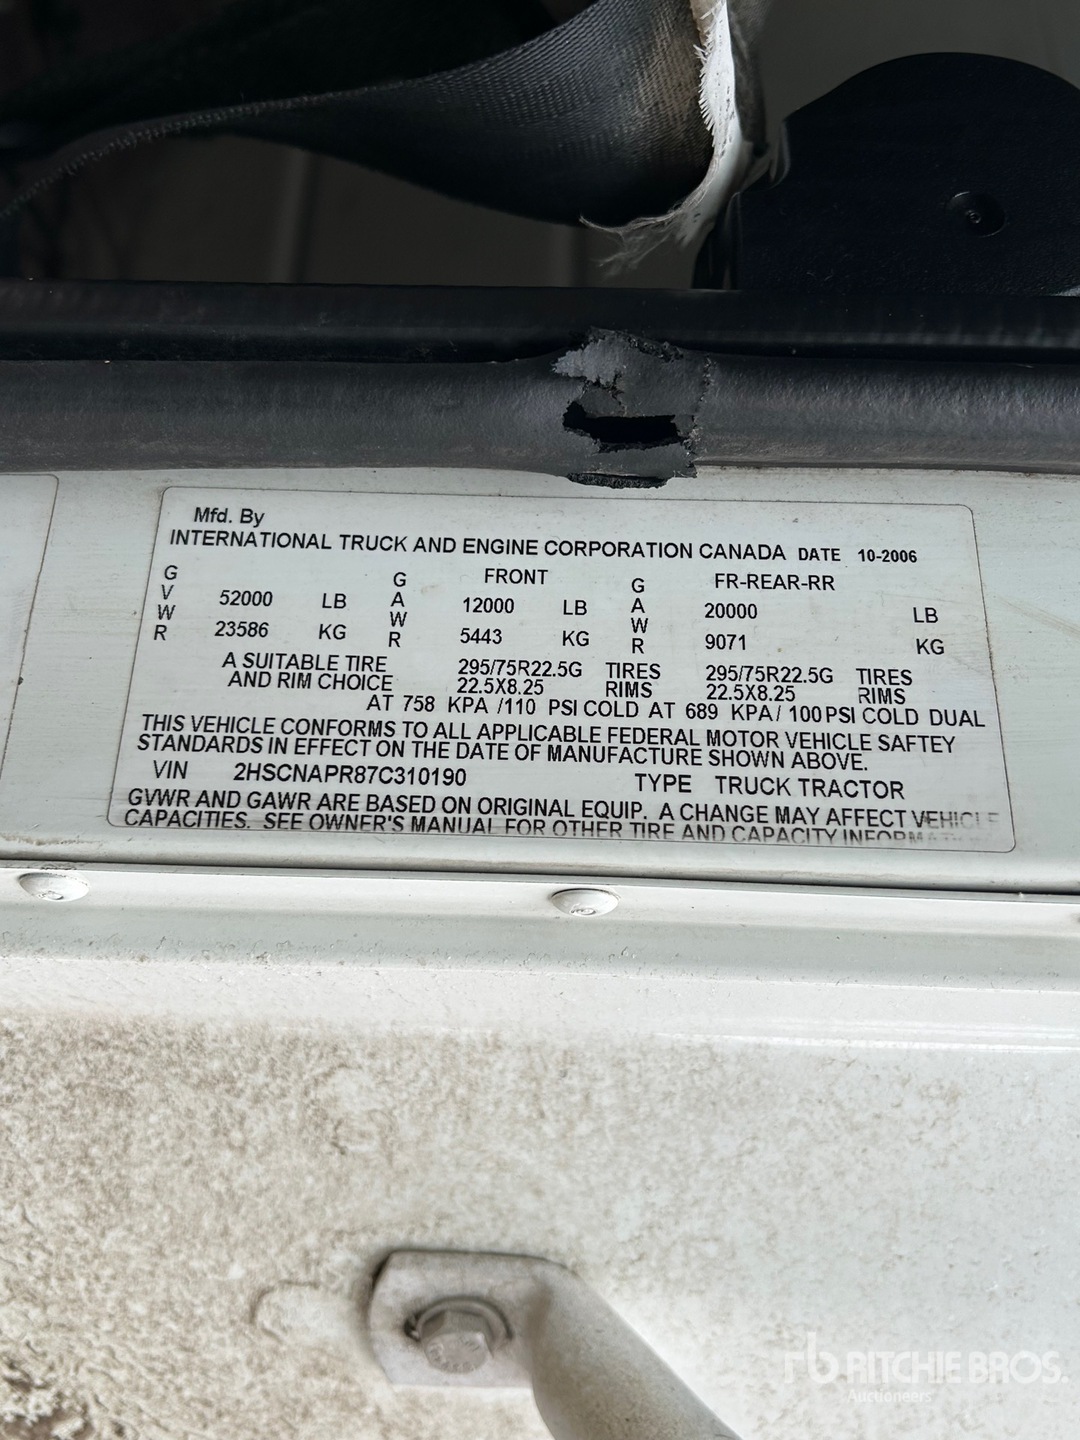 Mfd. By
INTERNATIONAL TRUCK AND ENGINE CORPORATION CANADA DATE 10-2006
GVWR 52000 LB GAWR FRONT 12000 LB GAWR FR-REAR-RR 20000 LB
23586 KG 5443 KG 9071 KG
A SUITABLE TIRE 295/75R22.5G TIRES 295/75R22.5G TIRES
AND RIM CHOICE 22.5X8.25 RIMS 22.5X8.25 RIMS
AT 758 KPA /110 PSI COLD AT 689 KPA/ 100PSI COLD DUAL
THIS VEHICLE CONFORMS TO ALL APPLICABLE FEDERAL MOTOR VEHICLE SAFTEY
STANDARDS IN EFFECT ON THE DATE OF MANUFACTURE SHOWN ABOVE.
VIN 2HSCNAPR87C310190 TYPE TRUCK TRACTOR
GVWR AND GAWR ARE BASED ON ORIGINAL EQUIP. A CHANGE MAY AFFECT VEHICLE
CAPACITIES. SEE OWNER'S MANUAL FOR OTHER TIRE AND CAPACITY
rb RITCHIE BROS.
Auctioneers